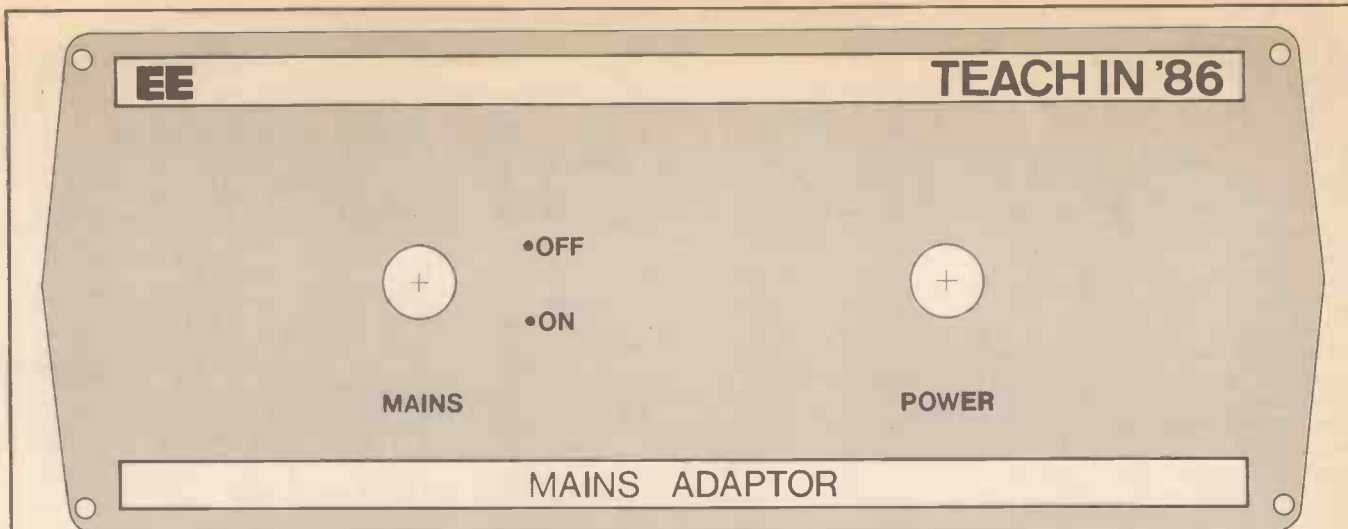 EE TEACH IN '86
•OFF
•ON
MAINS POWER
MAINS ADAPTOR